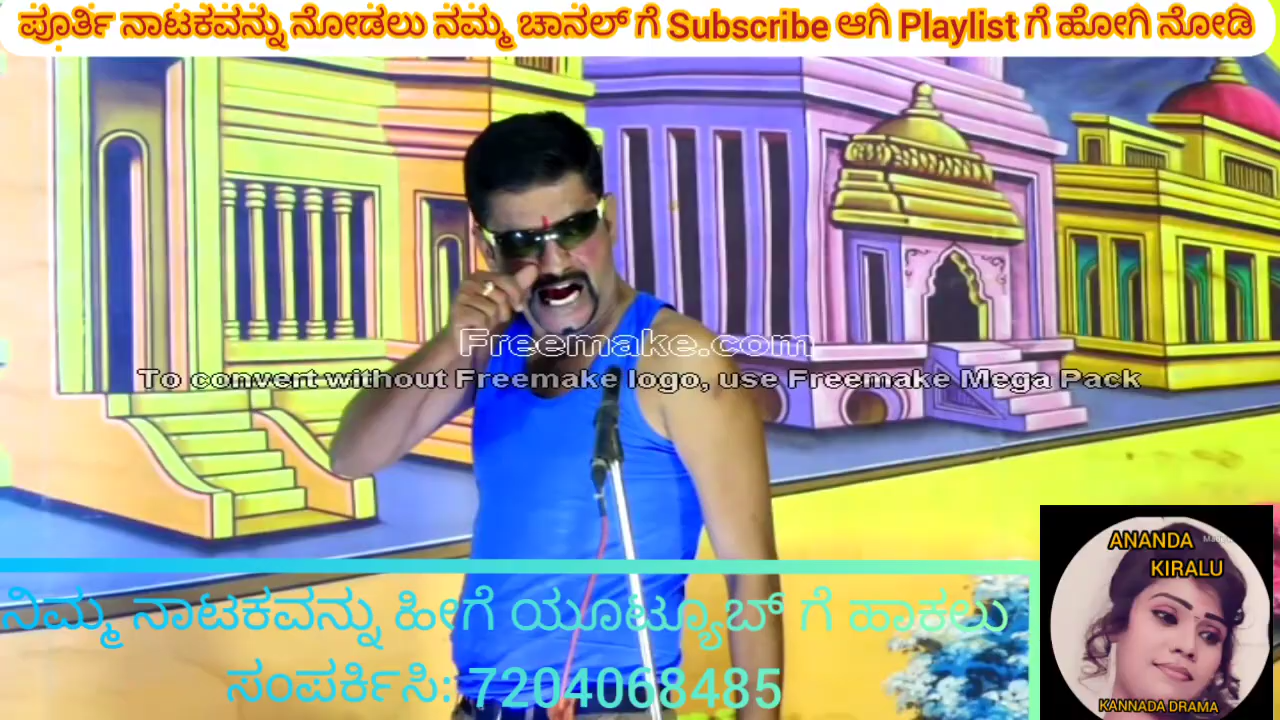 ಪೂರ್ತಿ ನಾಟಕವನ್ನು ನೋಡಲು ನಮ್ಮ ಚಾನಲ್ ಗೆ Subscribe ಆಗಿ Playlist ಗೆ ಹೋಗಿ ನೋಡಿ
Freemake.com
To convert without Freemake logo, use Freemake Mega Pack
ANANDA
KIRALU
ನಿಮ್ಮ ನಾಟಕವನ್ನು ಹೀಗೆ ಯೂಟ್ಯೂಬ್ ಗೆ ಹಾಕಲು
ಸಂಪರ್ಕಿಸಿ: 7204068485
KANNADA DRAMA